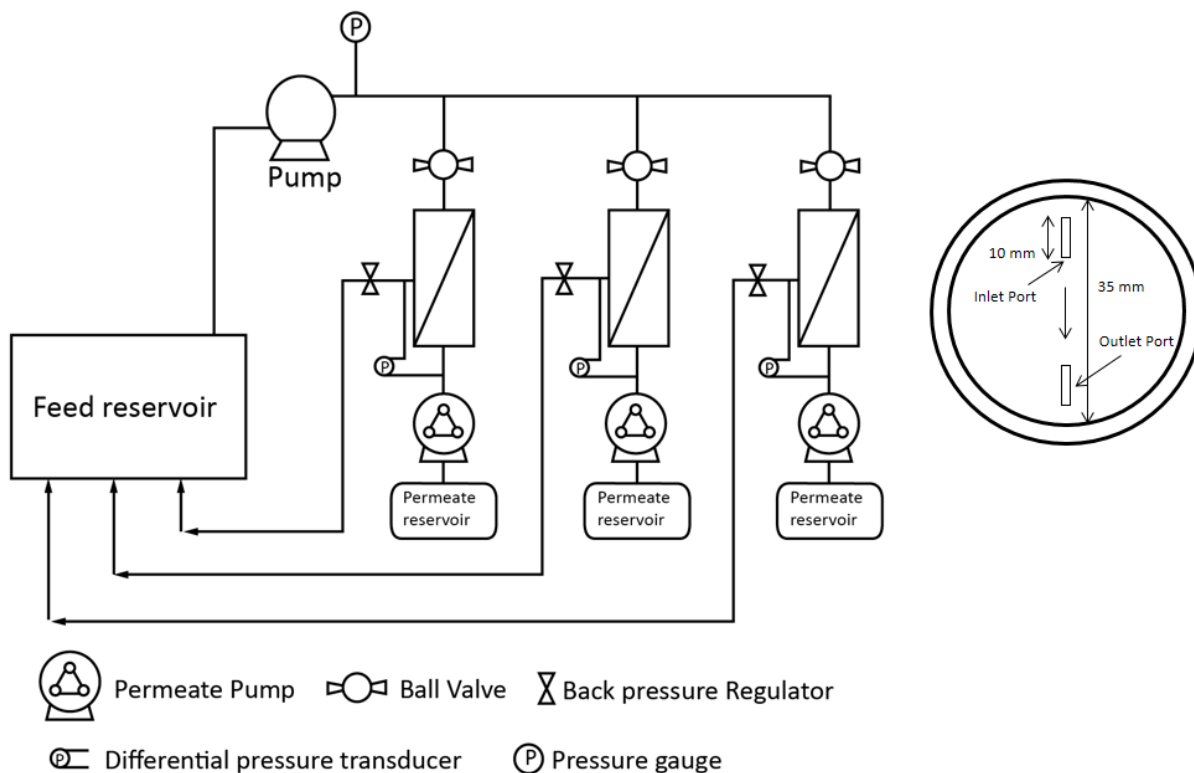 P
Pump
10 mm
Inlet Port
35 mm
Outlet Port
P
P
P
Feed reservoir
Permeate
reservoir
Permeate
reservoir
Permeate
reservoir
Permeate Pump
Ball Valve
Back pressure Regulator
P
Differential pressure transducer
P
Pressure gauge